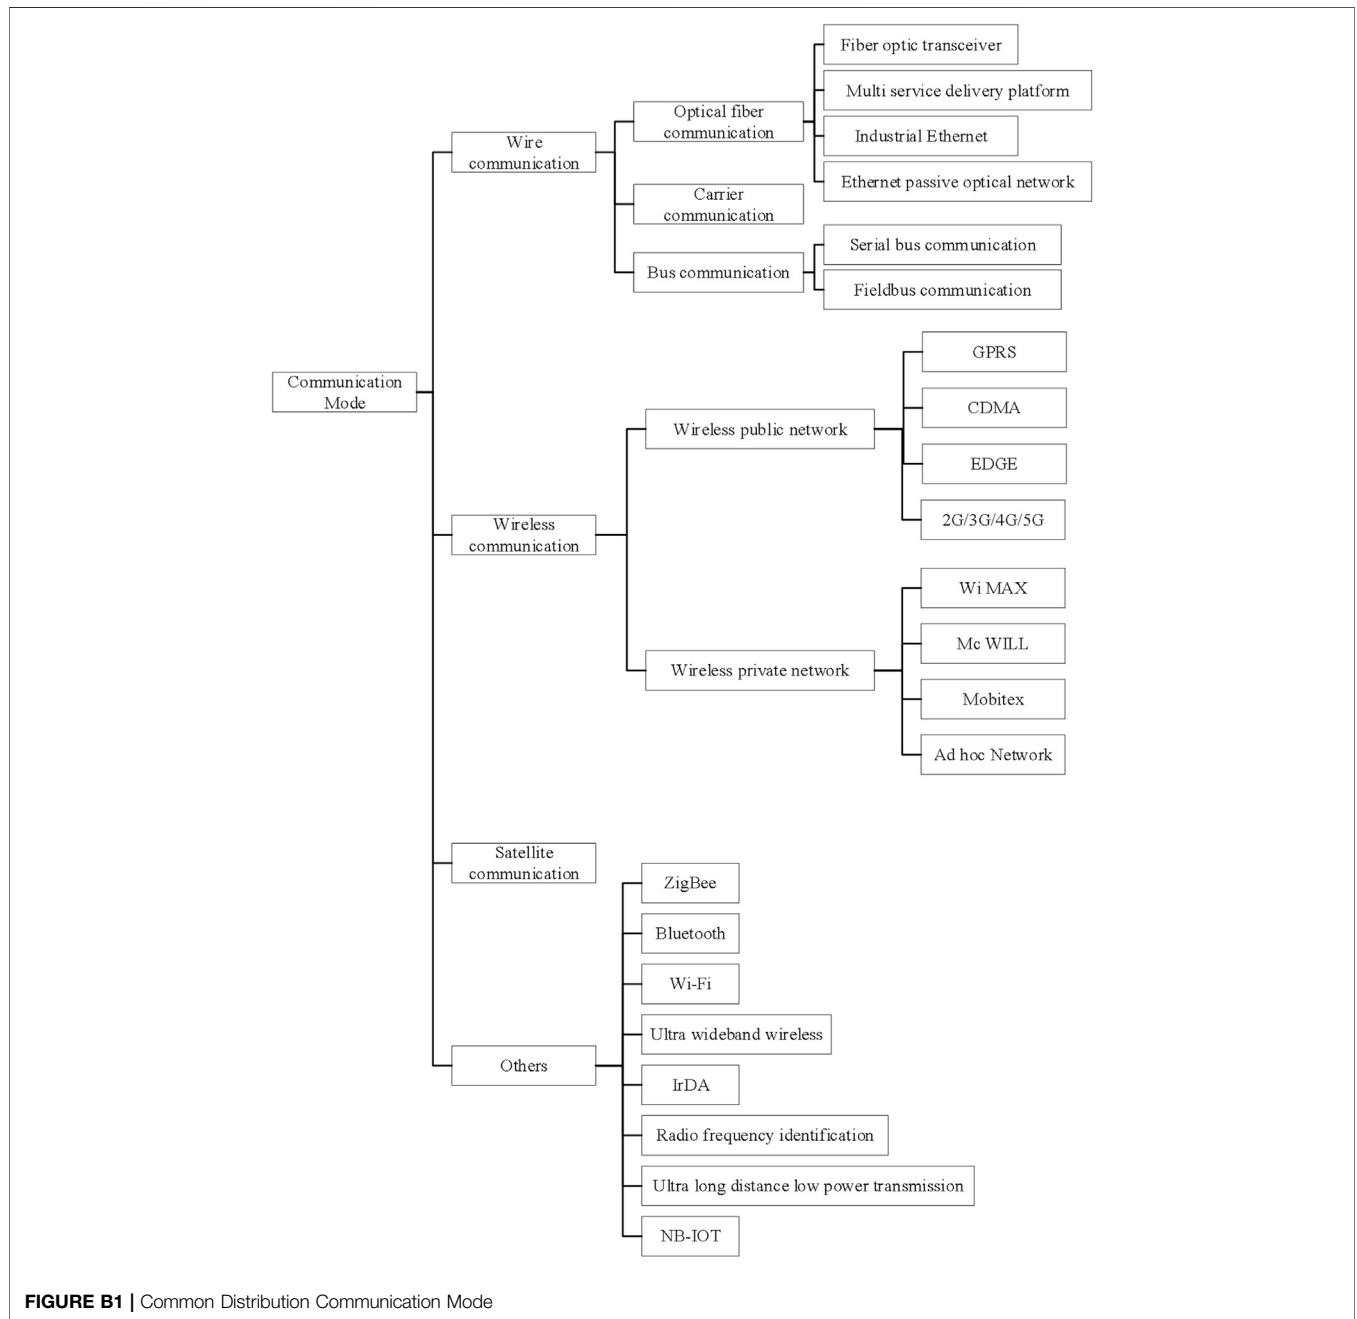 Fiber optic transceiver
Multi service delivery platform
Optical fiber
communication
Industrial Ethernet
Wire
communication
Ethernet passive optical network
Carrier
communication
Serial bus communication
Bus communication
Fieldbus communication
GPRS
Communication
Mode
CDMA
Wireless public network
EDGE
2G/3G/4G/5G
Wireless
communication
Wi MAX
Mc WILL
Wireless private network
Mobitex
Ad hoc Network
Satellite
communication
ZigBee
Bluetooth
Wi-Fi
Ultra wideband wireless
Others
IrDA
Radio frequency identification
Ultra long distance low power transmission
NB-IOT
FIGURE B1 | Common Distribution Communication Mode